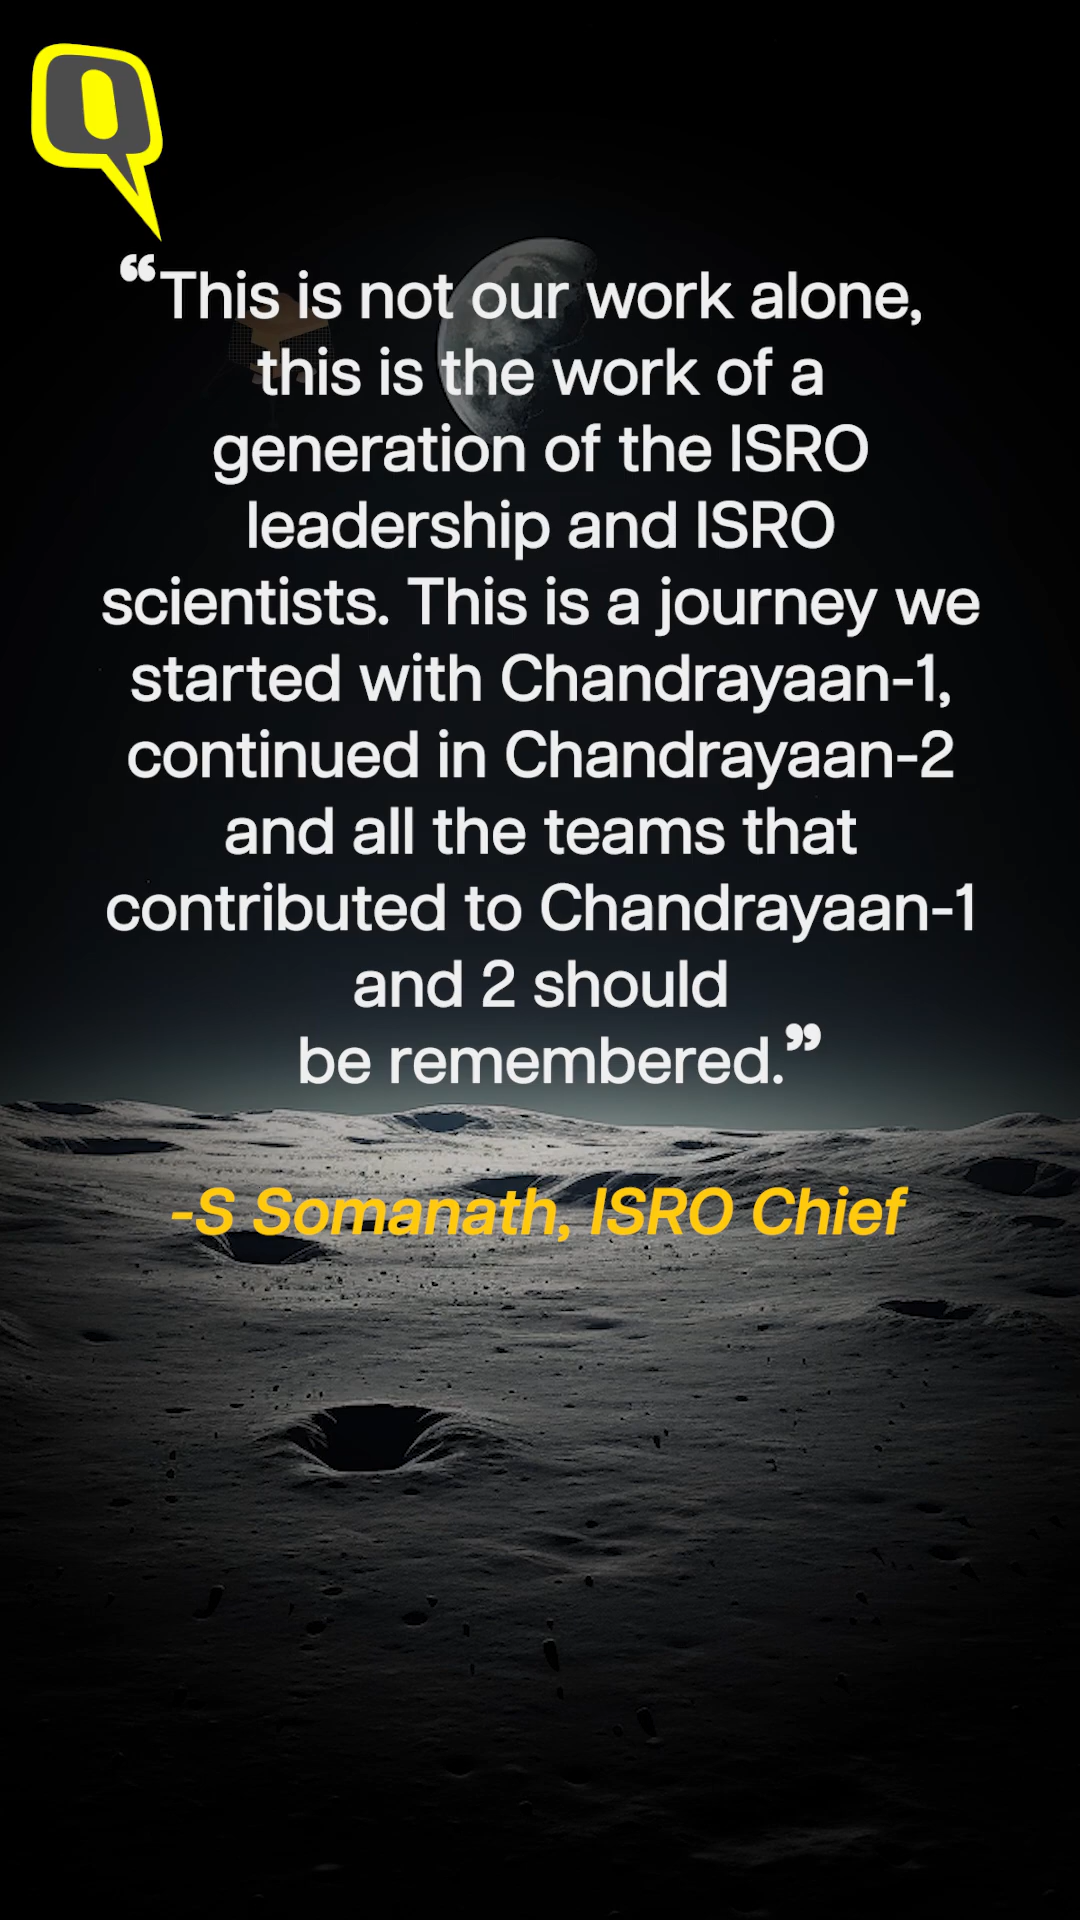 “This is not our work alone,
this is the work of a
generation of the ISRO
leadership and ISRO
scientists. This is a journey we
started with Chandrayaan-1,
continued in Chandrayaan-2
and all the teams that
contributed to Chandrayaan-1
and 2 should
be remembered.”
-S Somanath, ISRO Chief